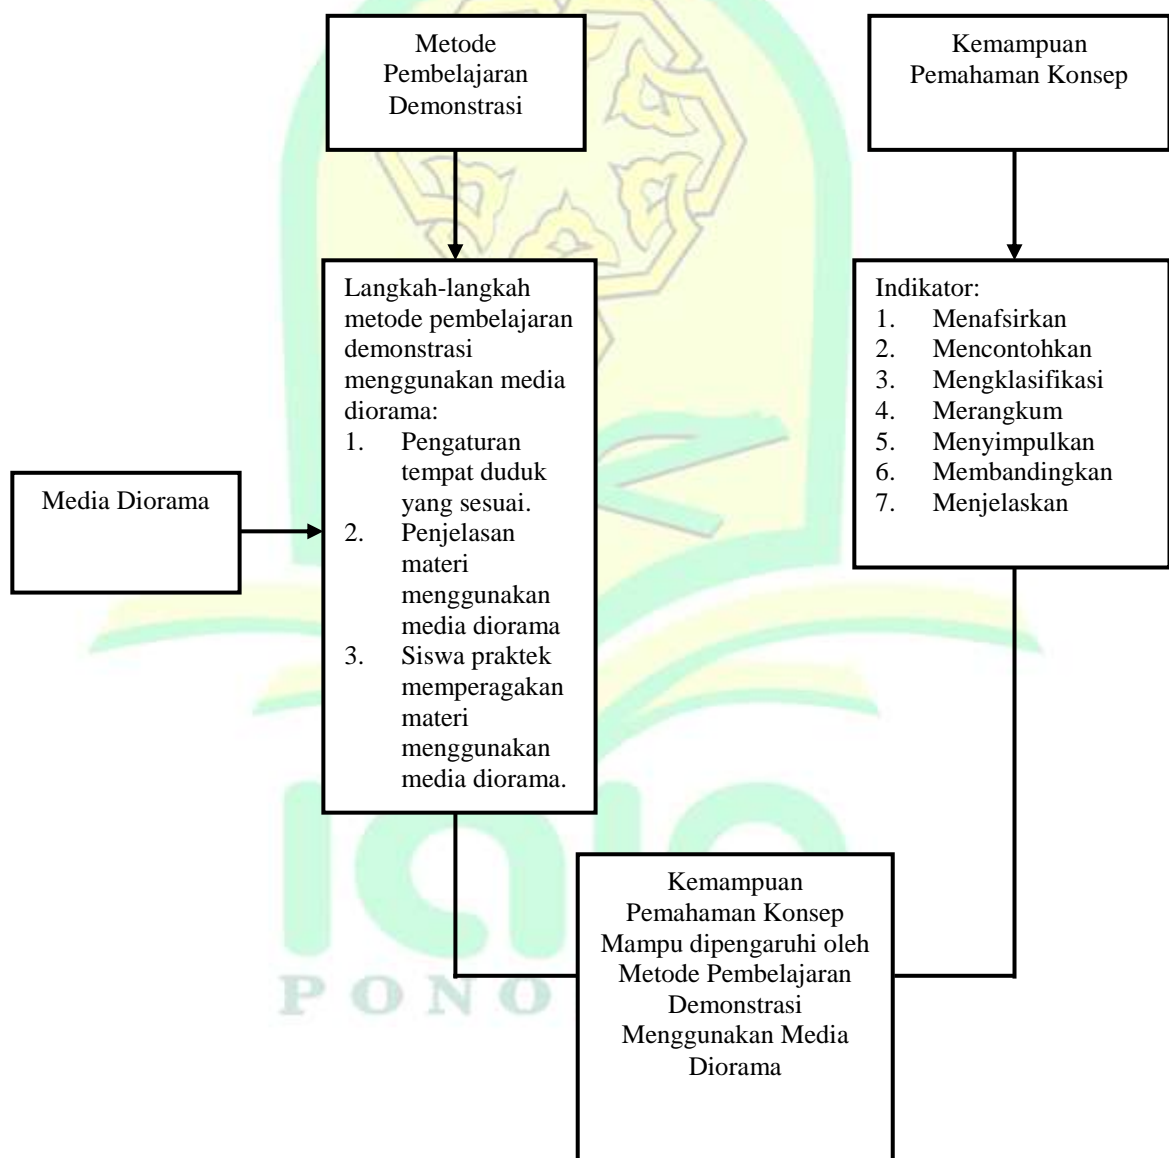 Metode
Pembelajaran
Demonstrasi
Kemampuan
Pemahaman Konsep
Langkah-langkah
metode pembelajaran
demonstrasi
menggunakan media
diorama:
1. Pengaturan
tempat duduk
yang sesuai.
2. Penjelasan
materi
menggunakan
media diorama
3. Siswa praktek
memperagakan
materi
menggunakan
media diorama.
Indikator:
1. Menafsirkan
2. Mencontohkan
3. Mengklasifikasi
4. Merangkum
5. Menyimpulkan
6. Membandingkan
7. Menjelaskan
Media Diorama
Kemampuan
Pemahaman Konsep
Mampu dipengaruhi oleh
Metode Pembelajaran
Demonstrasi
Menggunakan Media
Diorama
PONO